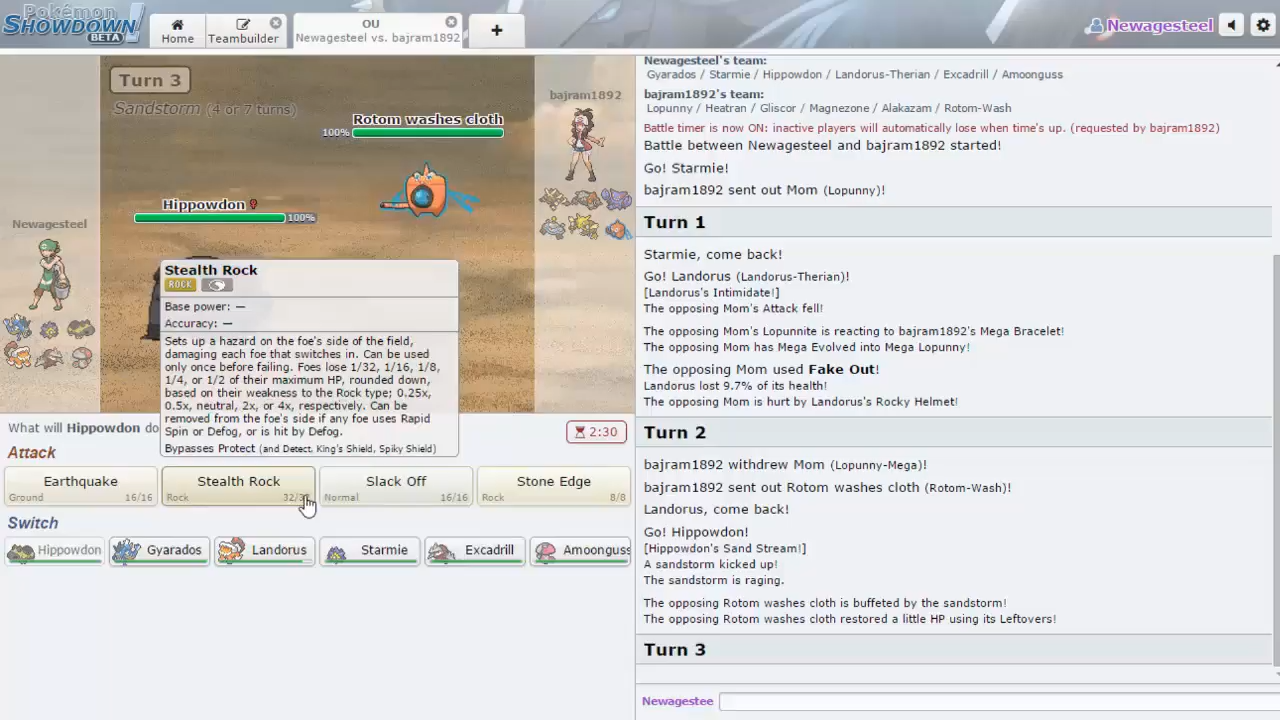 Pokémon
SHOWDOWN
BETA
Home
Teambuilder
OU
Newagesteel vs. bajram1892
+
Newagesteel
Turn 3
Sandstorm (4 or 7 turns)
bajram1892
Rotom washes cloth
100%
Hippowdon
100%
Newagesteel
Stealth Rock
ROCK
Base power: —
Accuracy: —
Sets up a hazard on the foe's side of the field,
damaging each foe that switches in. Can be used
only once before failing. Foes lose 1/32, 1/16, 1/8,
1/4, or 1/2 of their maximum HP, rounded down,
based on their weakness to the Rock type; 0.25x,
0.5x, neutral, 2x, or 4x, respectively. Can be
removed from the foe's side if any foe uses Rapid
Spin or Defog, or is hit by Defog.
Bypasses Protect (and Detect, King's Shield, Spiky Shield)
What will Hippowdon do
2:30
Attack
Earthquake
Ground 16/16
Stealth Rock
Rock 32/3
Slack Off
Normal 16/16
Stone Edge
Rock 8/8
Switch
Hippowdon
Gyarados
Landorus
Starmie
Excadrill
Amoonguss
Newagesteel's team:
Gyarados / Starmie / Hippowdon / Landorus-Therian / Excadrill / Amoonguss
bajram1892's team:
Lopunny / Heatran / Gliscor / Magnezone / Alakazam / Rotom-Wash
Battle timer is now ON: inactive players will automatically lose when time's up. (requested by bajram1892)
Battle between Newagesteel and bajram1892 started!
Go! Starmie!
bajram1892 sent out Mom (Lopunny)!
Turn 1
Starmie, come back!
Go! Landorus (Landorus-Therian)!
[Landorus's Intimidate!]
The opposing Mom's Attack fell!
The opposing Mom's Lopunnite is reacting to bajram1892's Mega Bracelet!
The opposing Mom has Mega Evolved into Mega Lopunny!
The opposing Mom used Fake Out!
Landorus lost 9.7% of its health!
The opposing Mom is hurt by Landorus's Rocky Helmet!
Turn 2
bajram1892 withdrew Mom (Lopunny-Mega)!
bajram1892 sent out Rotom washes cloth (Rotom-Wash)!
Landorus, come back!
Go! Hippowdon!
[Hippowdon's Sand Stream!]
A sandstorm kicked up!
The sandstorm is raging.
The opposing Rotom washes cloth is buffeted by the sandstorm!
The opposing Rotom washes cloth restored a little HP using its Leftovers!
Turn 3
Newagestee